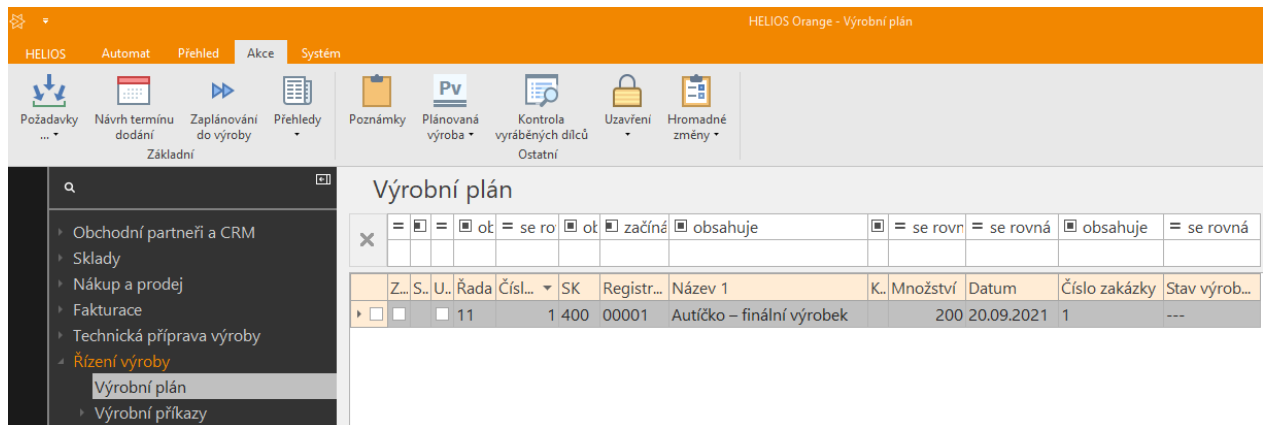 HELIOS Orange - Výrobní plán
HELIOS Automat Přehled Akce Systém
Požadavky ... Návrh termínu dodání Zaplánování do výroby Přehledy Poznámky Pv Plánovaná výroba Kontrola vyráběných dílců Uzavření Hromadné změny
Základní Ostatní
Výrobní plán
= = ob = se ro ob začíná obsahuje = se rovn = se rovná obsahuje = se rovná
Z... S... U... Řada Čísl... SK Registr... Název 1 K... Množství Datum Číslo zakázky Stav výrob...
11 1 400 00001 Autíčko – finální výrobek 200 20.09.2021 1 ---
Obchodní partneři a CRM
Sklady
Nákup a prodej
Fakturace
Technická příprava výroby
Řízení výroby
Výrobní plán
Výrobní příkazy